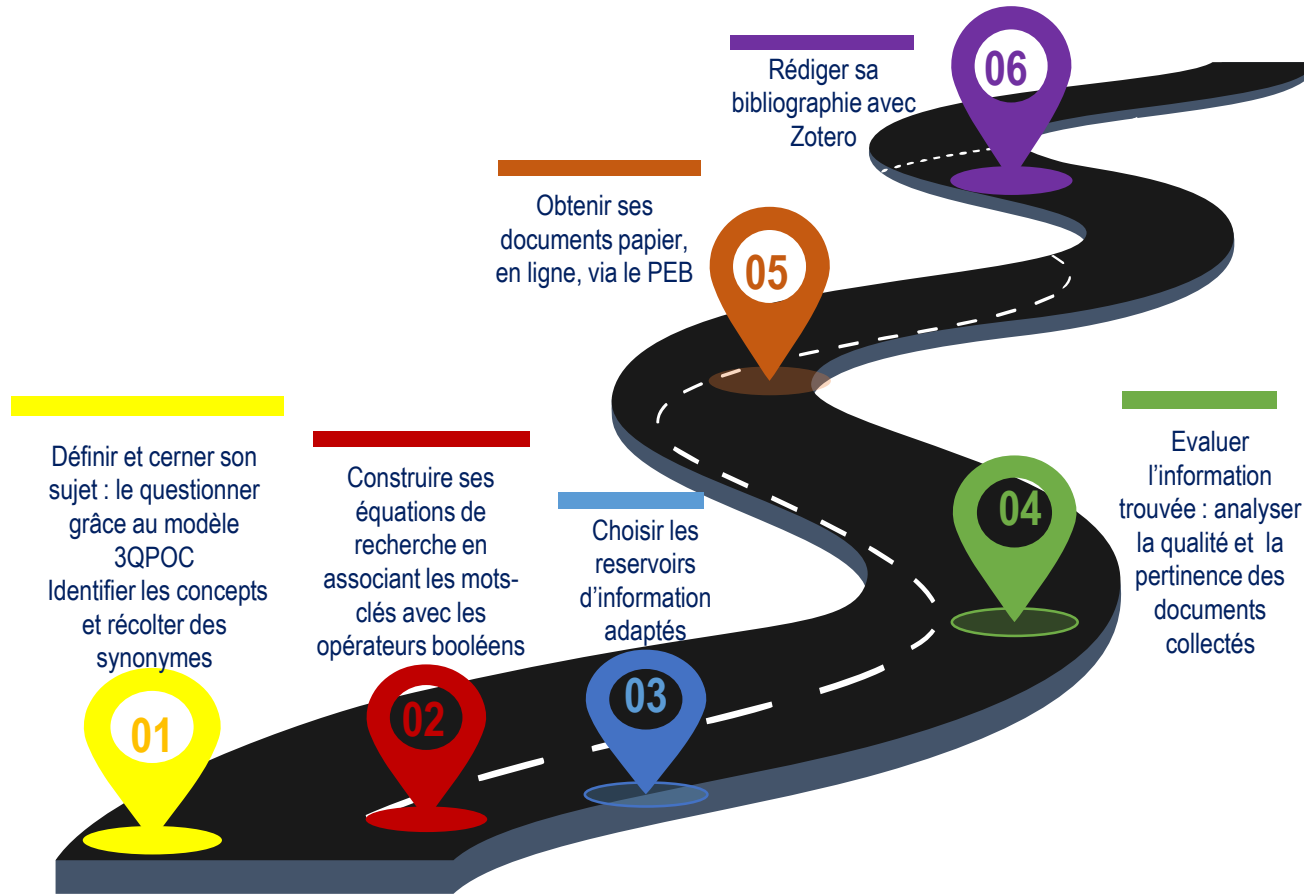 01
Définir et cerner son
sujet : le questionner
grâce au modèle
3QPOC
Identifier les concepts
et récolter des
synonymes
02
Construire ses
équations de
recherche en
associant les mots-
clés avec les
opérateurs booléens
03
Choisir les
reservoirs
d'information
adaptés
04
Evaluer
l'information
trouvée : analyser
la qualité et la
pertinence des
documents
collectés
05
Obtenir ses
documents papier,
en ligne, via le PEB
06
Rédiger sa
bibliographie avec
Zotero